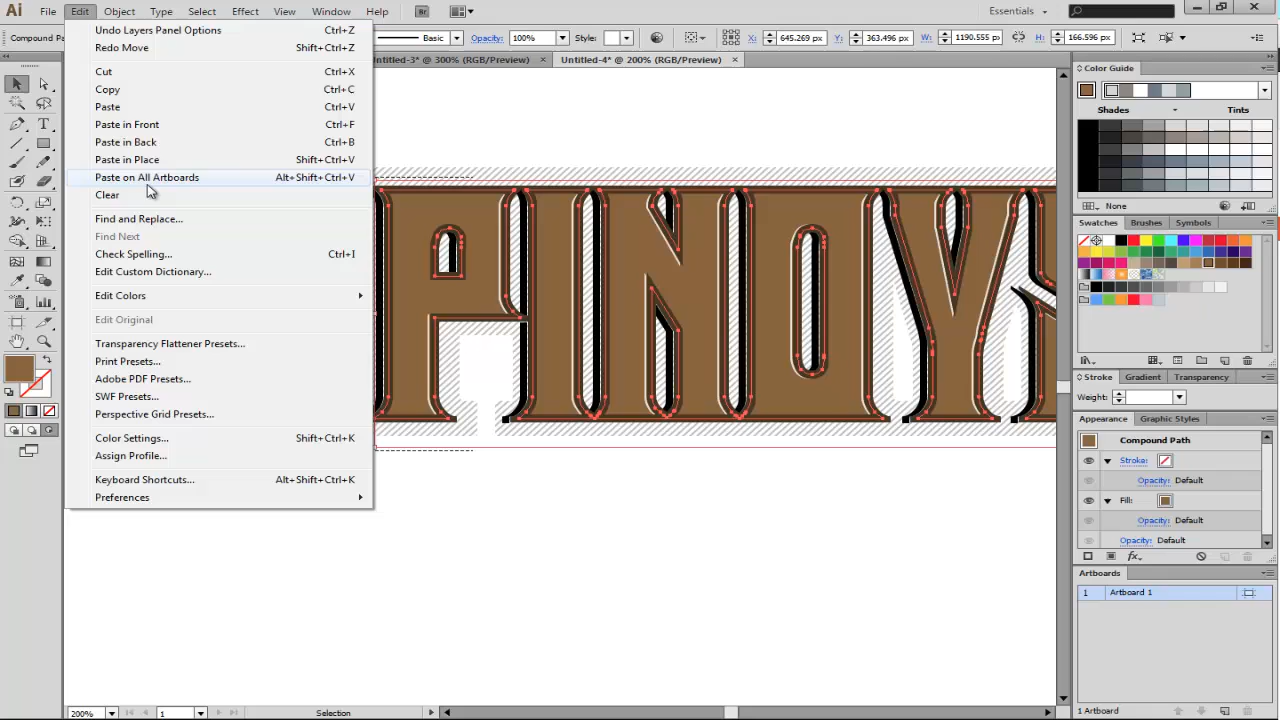 Ai File Edit Object Type Select Effect View Window Help Br Essentials
Compound Pa Basic Opacity: 100% Style: X: 645.269 px Y: 363.496 px W: 1190.555 px H: 166.596 px
ntitled-3* @ 300% (RGB/Preview) × Untitled-4* @ 200% (RGB/Preview) ×
Undo Layers Panel Options Ctrl+Z
Redo Move Shift+Ctrl+Z
Cut Ctrl+X
Copy Ctrl+C
Paste Ctrl+V
Paste in Front Ctrl+F
Paste in Back Ctrl+B
Paste in Place Shift+Ctrl+V
Paste on All Artboards Alt+Shift+Ctrl+V
Clear
Find and Replace...
Find Next
Check Spelling... Ctrl+I
Edit Custom Dictionary...
Edit Colors
Edit Original
Transparency Flattener Presets...
Print Presets...
Adobe PDF Presets...
SWF Presets...
Perspective Grid Presets...
Color Settings... Shift+Ctrl+K
Assign Profile...
Keyboard Shortcuts... Alt+Shift+Ctrl+K
Preferences
AINOY
Color Guide
Shades Tints
None
Swatches Brushes Symbols
Stroke Gradient Transparency
Weight:
Appearance Graphic Styles
Compound Path
Stroke:
Opacity: Default
Fill:
Opacity: Default
Opacity: Default
fx
Artboards
1 Artboard 1
1 Artboard
200% 1 Selection